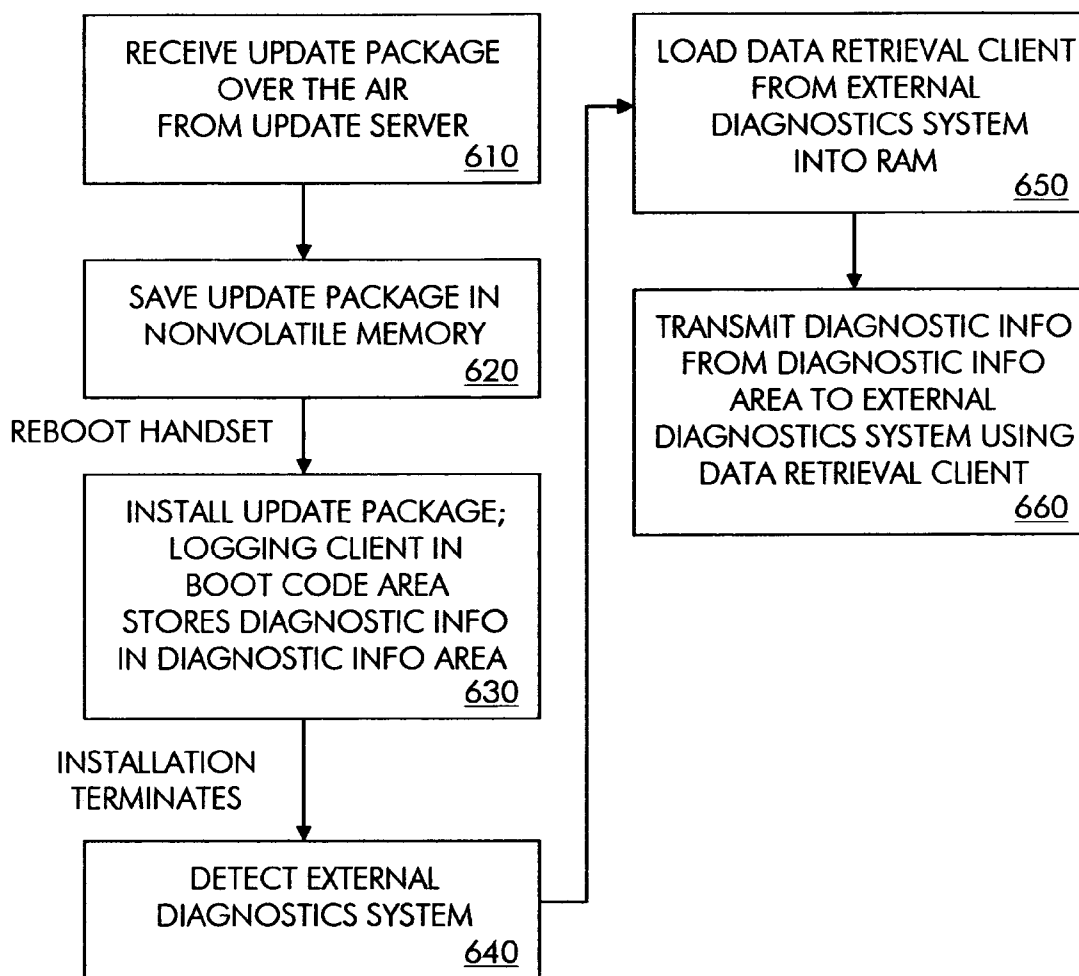 RECEIVE UPDATE PACKAGE
OVER THE AIR
FROM UPDATE SERVER
610
SAVE UPDATE PACKAGE IN
NONVOLATILE MEMORY
620
REBOOT HANDSET
INSTALL UPDATE PACKAGE;
LOGGING CLIENT IN
BOOT CODE AREA
STORES DIAGNOSTIC INFO
IN DIAGNOSTIC INFO AREA
630
INSTALLATION
TERMINATES
DETECT EXTERNAL
DIAGNOSTICS SYSTEM
640
LOAD DATA RETRIEVAL CLIENT
FROM EXTERNAL
DIAGNOSTICS SYSTEM
INTO RAM
650
TRANSMIT DIAGNOSTIC INFO
FROM DIAGNOSTIC INFO
AREA TO EXTERNAL
DIAGNOSTICS SYSTEM USING
DATA RETRIEVAL CLIENT
660